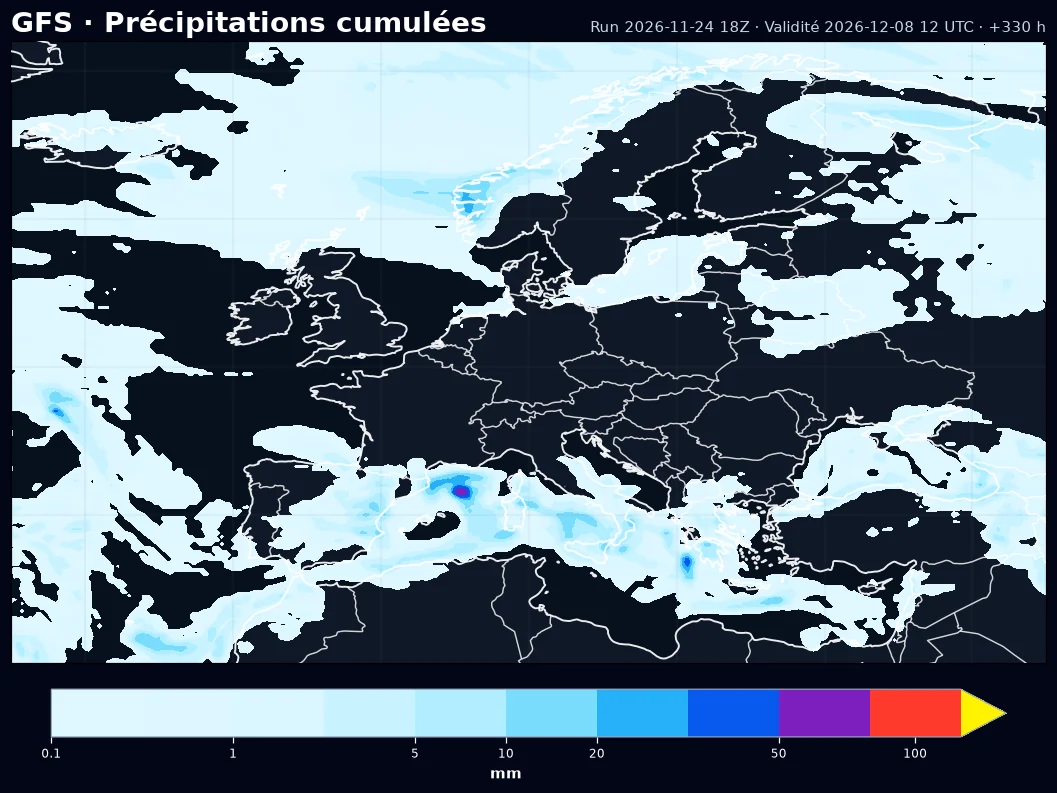 GFS · Précipitations cumulées
Run 2026-11-24 18Z · Validité 2026-12-08 12 UTC · +330 h
0.1 1 5 10 20 50 100
mm